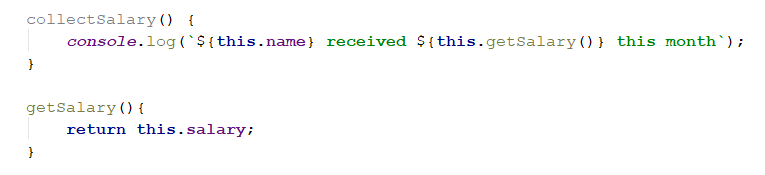 collectSalary() {
    console.log(`${this.name} received ${this.getSalary()} this month`);
}

getSalary(){
    return this.salary;
}